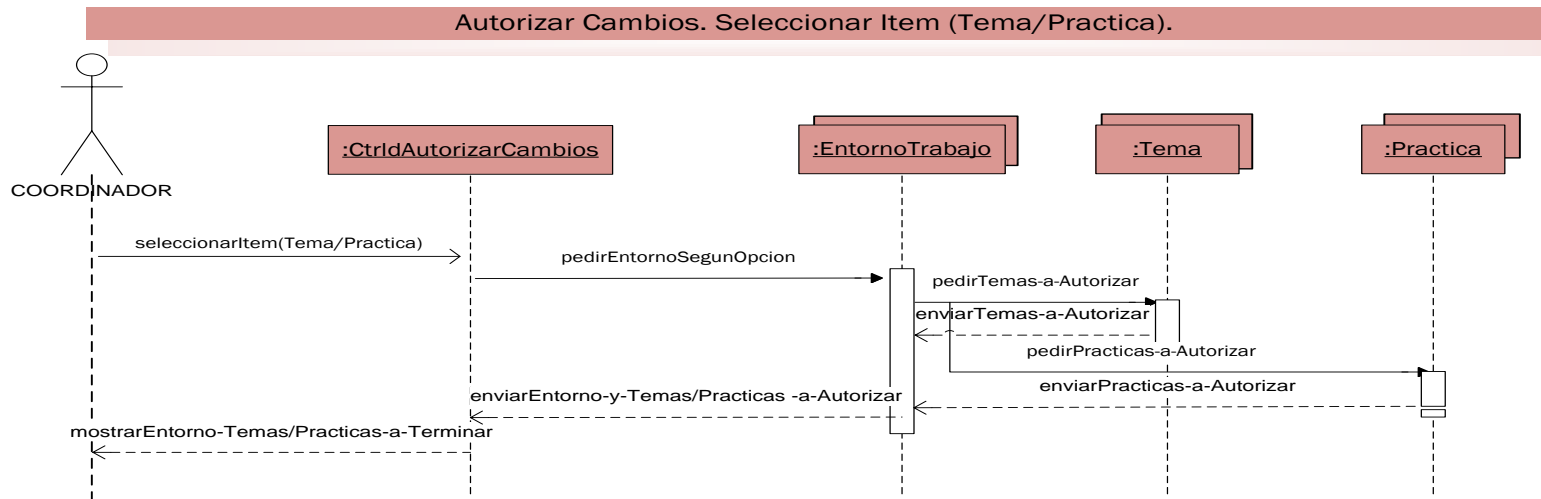 Autorizar Cambios. Seleccionar Item (Tema/Practica).
:CtrldAutorizarCambios
:EntornoTrabajo
:Tema
:Practica
COORDINADOR
seleccionarItem(Tema/Practica)
pedirEntornoSegunOpcion
pedirTemas-a-Autorizar
enviarTemas-a-Autorizar
pedirPracticas-a-Autorizar
enviarPracticas-a-Autorizar
enviarEntorno-y-Temas/Practicas -a-Autorizar
mostrarEntorno-Temas/Practicas-a-Terminar